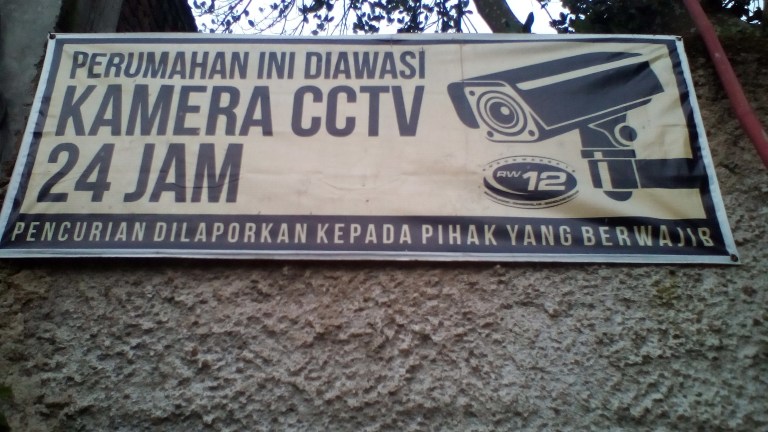 PERUMAHAN INI DIAWASI
KAMERA CCTV
24 JAM
RW 12
PENCURIAN DILAPORKAN KEPADA PIHAK YANG BERWAJIB